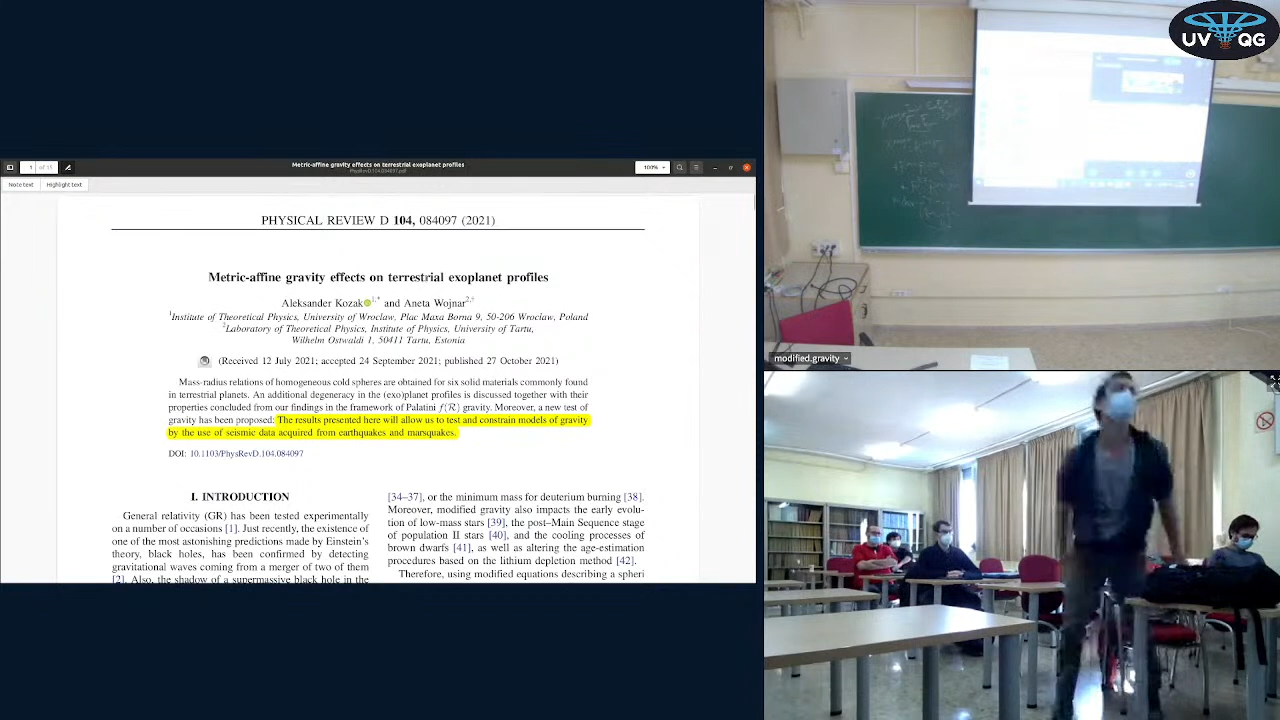 Metric-affine gravity effects on terrestrial exoplanet profiles
PhysRevD.104.084097.pdf
1 of 15
100%
Note text Highlight text
PHYSICAL REVIEW D 104, 084097 (2021)
Metric-affine gravity effects on terrestrial exoplanet profiles
Aleksander Kozak 1,* and Aneta Wojnar 2,†
1Institute of Theoretical Physics, University of Wroclaw, Plac Maxa Borna 9, 50-206 Wroclaw, Poland
2Laboratory of Theoretical Physics, Institute of Physics, University of Tartu,
Wilhelm Ostwaldi 1, 50411 Tartu, Estonia
(Received 12 July 2021; accepted 24 September 2021; published 27 October 2021)
Mass-radius relations of homogeneous cold spheres are obtained for six solid materials commonly found
in terrestrial planets. An additional degeneracy in the (exo)planet profiles is discussed together with their
properties concluded from our findings in the framework of Palatini f(R) gravity. Moreover, a new test of
gravity has been proposed: The results presented here will allow us to test and constrain models of gravity
by the use of seismic data acquired from earthquakes and marsquakes.
DOI: 10.1103/PhysRevD.104.084097
I. INTRODUCTION
General relativity (GR) has been tested experimentally
on a number of occasions [1]. Just recently, the existence of
one of the most astonishing predictions made by Einstein's
theory, black holes, has been confirmed by detecting
gravitational waves coming from a merger of two of them
[2]. Also, the shadow of a supermassive black hole in the
[34–37], or the minimum mass for deuterium burning [38].
Moreover, modified gravity also impacts the early evolu-
tion of low-mass stars [39], the post–Main Sequence stage
of population II stars [40], and the cooling processes of
brown dwarfs [41], as well as altering the age-estimation
procedures based on the lithium depletion method [42].
Therefore, using modified equations describing a spheri
UV QG
modified.gravity